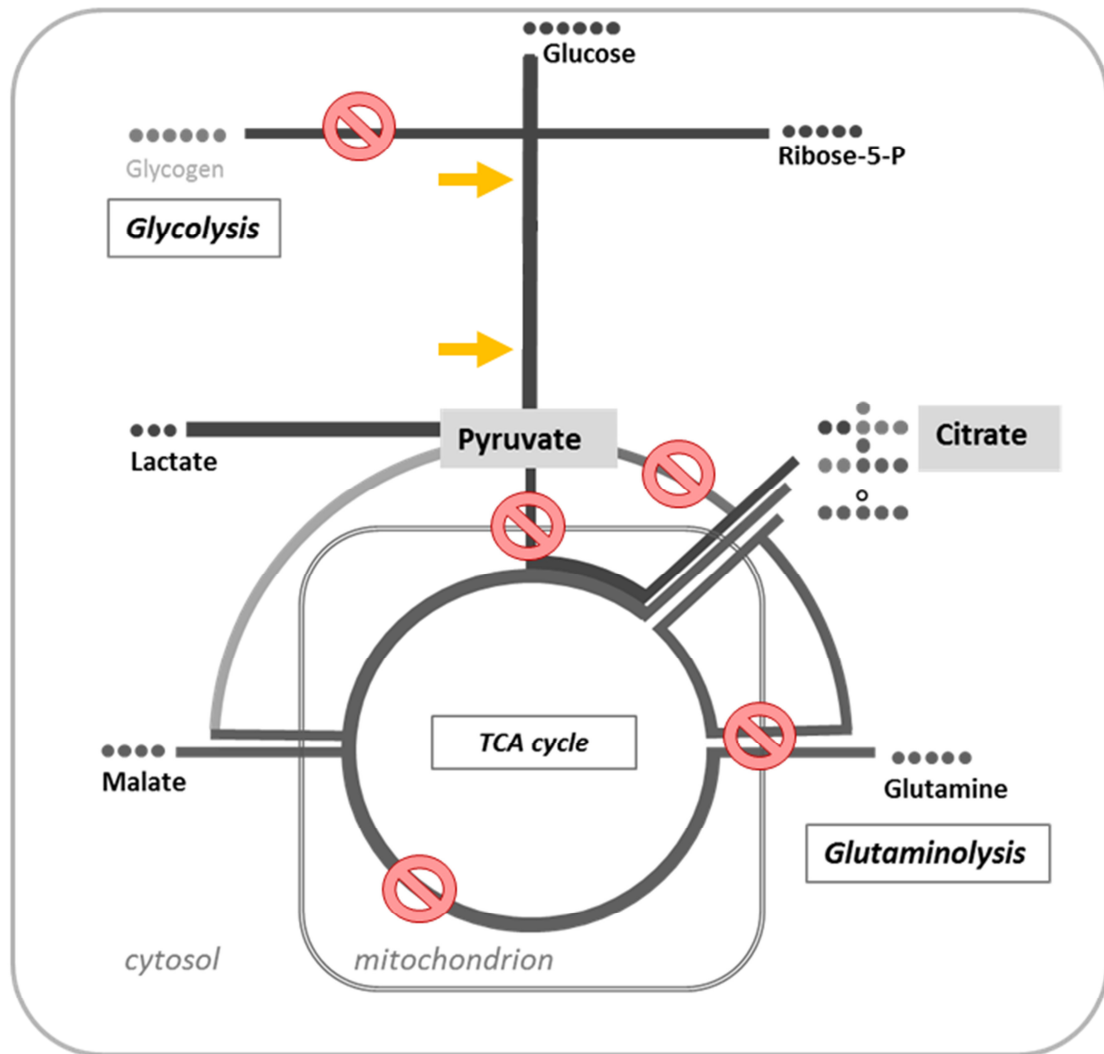 Glucose
Glycogen
Ribose-5-P
Glycolysis
Pyruvate
Citrate
Lactate
TCA cycle
Malate
Glutamine
Glutaminolysis
cytosol
mitochondrion